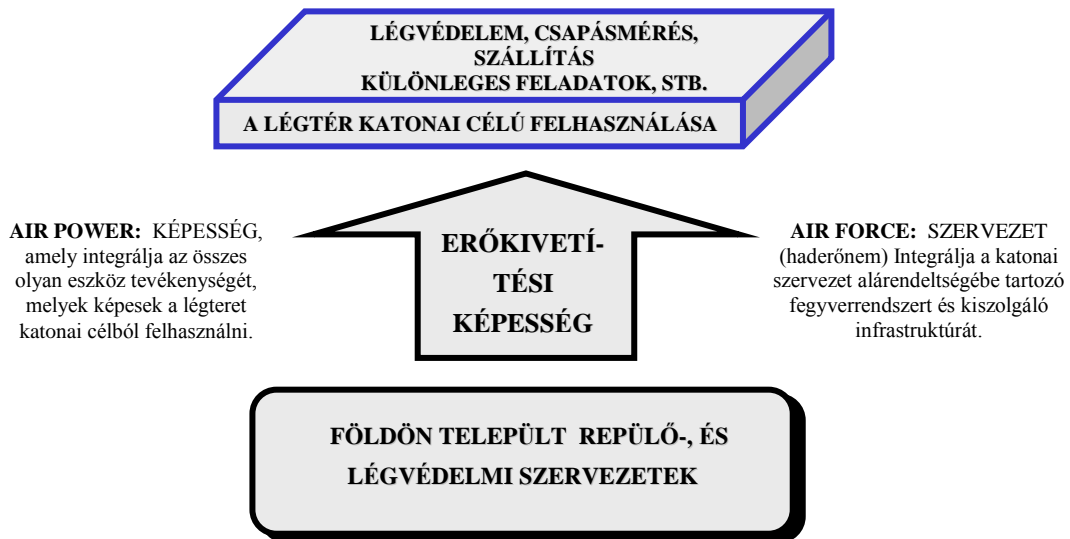 LÉGVÉDELEM, CSAPÁSMÉRÉS,
SZÁLLÍTÁS
KÜLÖNLEGES FELADATOK, STB.
A LÉGTÉR KATONAI CÉLÚ FELHASZNÁLÁSA
AIR POWER: KÉPESSÉG,
amely integrálja az összes
olyan eszköz tevékenységét,
melyek képesek a légteret
katonai célból felhasználni.
ERŐKIVETÍ-
TÉSI
KÉPESSÉG
AIR FORCE: SZERVEZET
(haderőnem) Integrálja a katonai
szervezet alárendeltségébe tartozó
fegyverrendszert és kiszolgáló
infrastruktúrát.
FÖLDÖN TELEPÜLT REPÜLŐ-, ÉS
LÉGVÉDELMI SZERVEZETEK